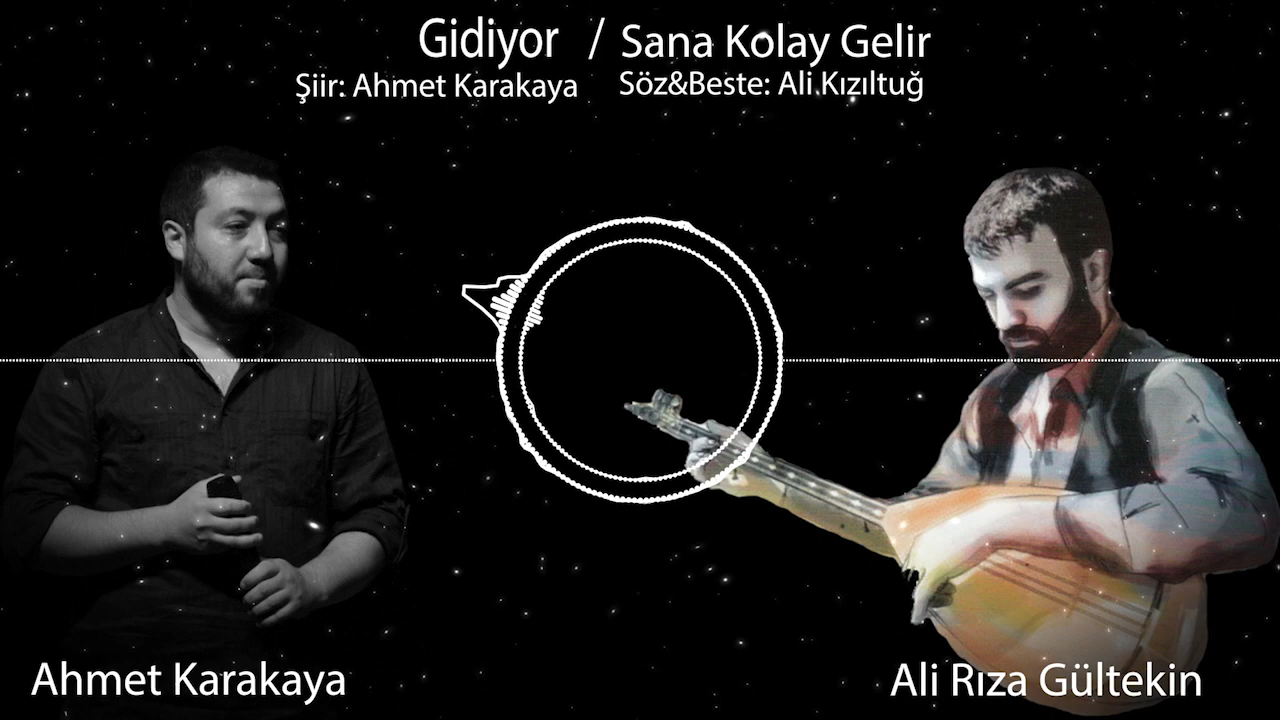 Gidiyor / Sana Kolay Gelir
Şiir: Ahmet Karakaya Söz&Beste: Ali Kızıltuğ
Ahmet Karakaya Ali Rıza Gültekin